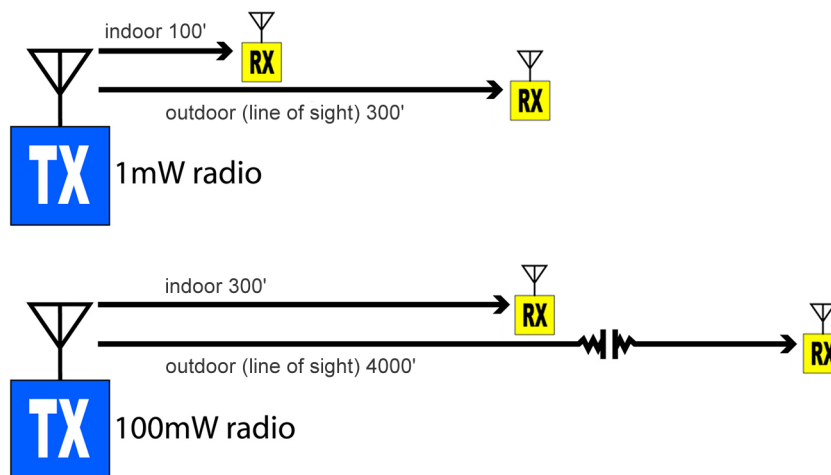 indoor 100'
RX
RX
outdoor (line of sight) 300'
TX
1mW radio
indoor 300'
RX
RX
outdoor (line of sight) 4000'
TX
100mW radio